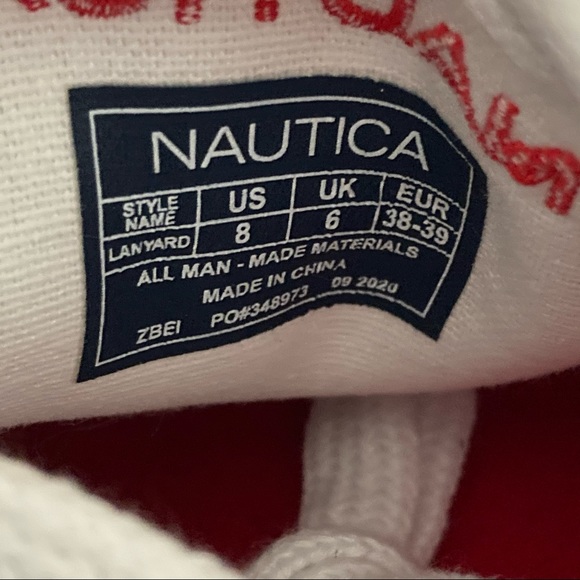 NAUTICA
STYLE NAME US UK EUR
LANYARD 8 6 38-39
ALL MAN - MADE MATERIALS
MADE IN CHINA
ZBEI PO#348973 09 2020